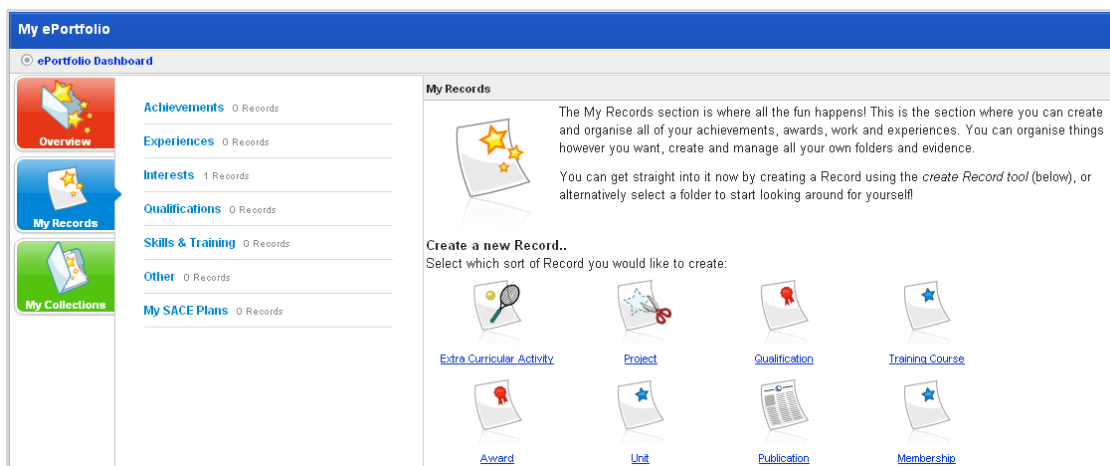 My ePortfolio
ePortfolio Dashboard
Overview
My Records
My Collections
Achievements 0 Records
Experiences 0 Records
Interests 1 Records
Qualifications 0 Records
Skills & Training 0 Records
Other 0 Records
My SACE Plans 0 Records
My Records
The My Records section is where all the fun happens! This is the section where you can create
and organise all of your achievements, awards, work and experiences. You can organise things
however you want, create and manage all your own folders and evidence.
You can get straight into it now by creating a Record using the create Record tool (below), or
alternatively select a folder to start looking around for yourself!
Create a new Record..
Select which sort of Record you would like to create:
Extra Curricular Activity Project Qualification Training Course
Award Unit Publication Membership